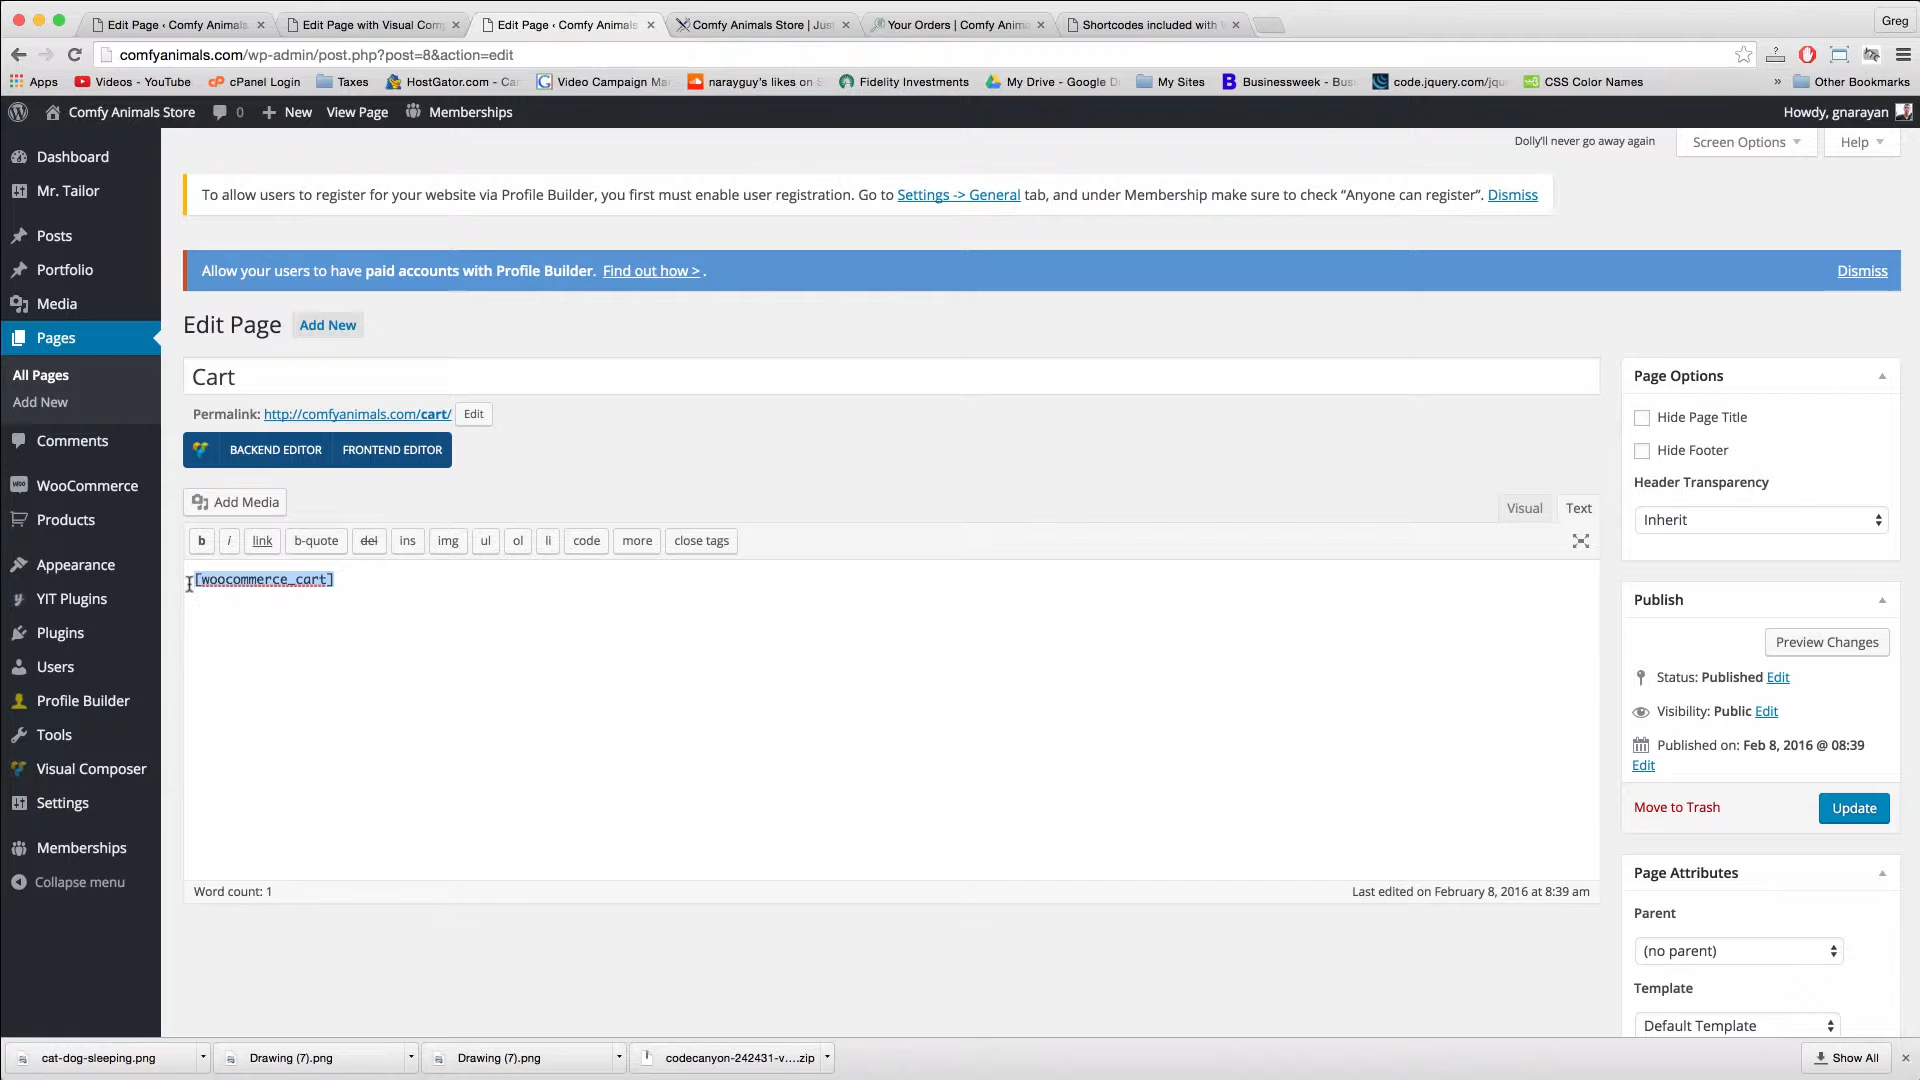 Edit Page ‹ Comfy Animals
Edit Page with Visual Com
Edit Page ‹ Comfy Animals
Comfy Animals Store | Jus
Your Orders | Comfy Anim
Shortcodes included with
Greg
comfyanimals.com/wp-admin/post.php?post=8&action=edit
Apps
Videos - YouTube
cPanel Login
Taxes
HostGator.com - Ca
Video Campaign Ma
narayguy's likes on S
Fidelity Investments
My Drive - Google D
My Sites
Businessweek - Bus
code.jquery.com/jqu
CSS Color Names
»
Other Bookmarks
Comfy Animals Store
0
New
View Page
Memberships
Howdy, gnarayan
Dolly'll never go away again
Screen Options
Help
Dashboard
Mr. Tailor
Posts
Portfolio
Media
Pages
All Pages
Add New
Comments
WooCommerce
Products
Appearance
YIT Plugins
Plugins
Users
Profile Builder
Tools
Visual Composer
Settings
Memberships
Collapse menu
To allow users to register for your website via Profile Builder, you first must enable user registration. Go to Settings -> General tab, and under Membership make sure to check “Anyone can register”. Dismiss
Allow your users to have paid accounts with Profile Builder. Find out how > .
Dismiss
Edit Page
Add New
Cart
Permalink: http://comfyanimals.com/cart/
Edit
BACKEND EDITOR
FRONTEND EDITOR
Add Media
Visual
Text
b
i
link
b-quote
del
ins
img
ul
ol
li
code
more
close tags
[woocommerce_cart]
Word count: 1
Last edited on February 8, 2016 at 8:39 am
Page Options
Hide Page Title
Hide Footer
Header Transparency
Inherit
Publish
Preview Changes
Status: Published Edit
Visibility: Public Edit
Published on: Feb 8, 2016 @ 08:39
Edit
Move to Trash
Update
Page Attributes
Parent
(no parent)
Template
Default Template
cat-dog-sleeping.png
Drawing (7).png
Drawing (7).png
codecanyon-242431-v....zip
Show All